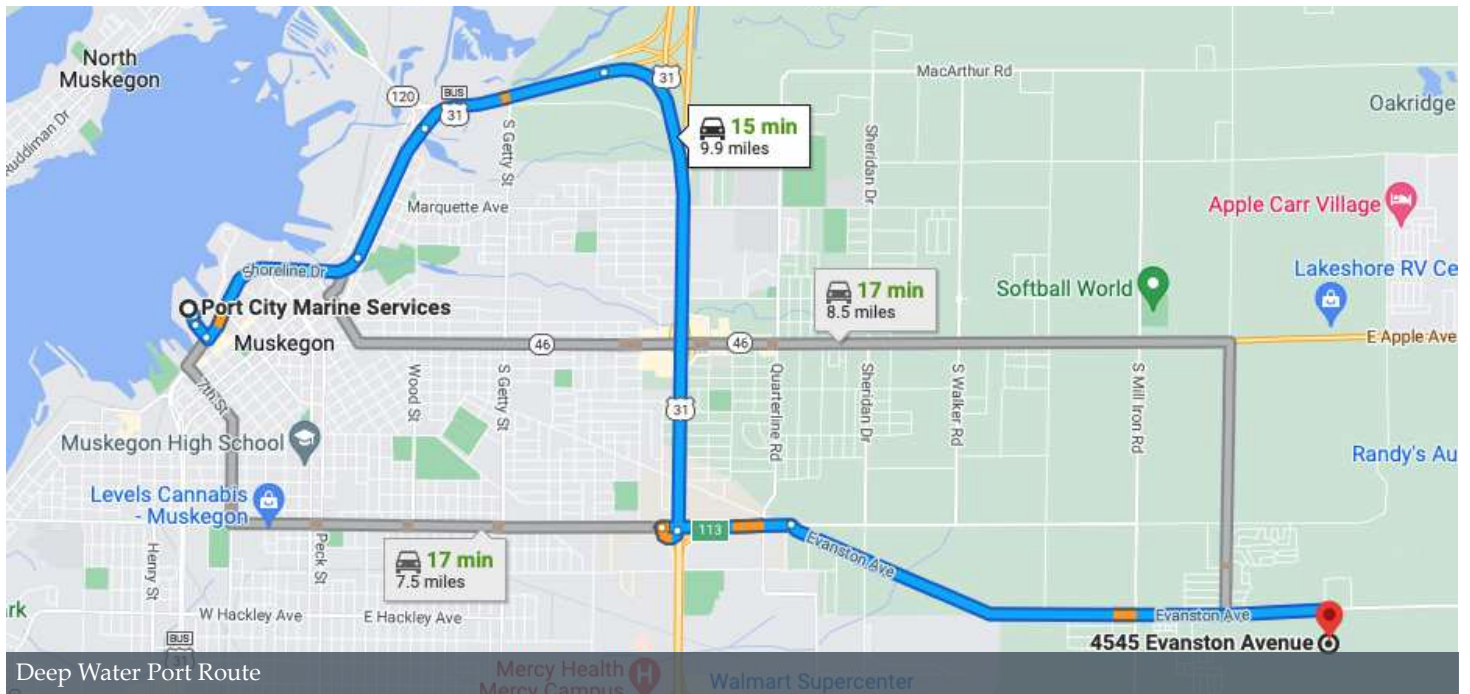 North
Muskegon
Ruddiman Dr
120
BUS
31
S Getty St
31
MacArthur Rd
Oakridge
15 min
9.9 miles
Sheridan Dr
Marquette Ave
Apple Carr Village
Shoreline Dr
Port City Marine Services
Muskegon
17 min
8.5 miles
Softball World
Lakeshore RV Ce
46
46
E Apple Ave
7th St
Wood St
S Getty St
31
Quarterline Rd
Sheridan Dr
S Walker Rd
S Mill Iron Rd
Muskegon High School
Randy's Au
Levels Cannabis
- Muskegon
Henry St
Peck St
113
Evanston Ave
17 min
7.5 miles
rk
W Hackley Ave
E Hackley Ave
Evanston Ave
4545 Evanston Avenue
BUS
31
Deep Water Port Route
Mercy Health
Mercy Campus
Walmart Supercenter